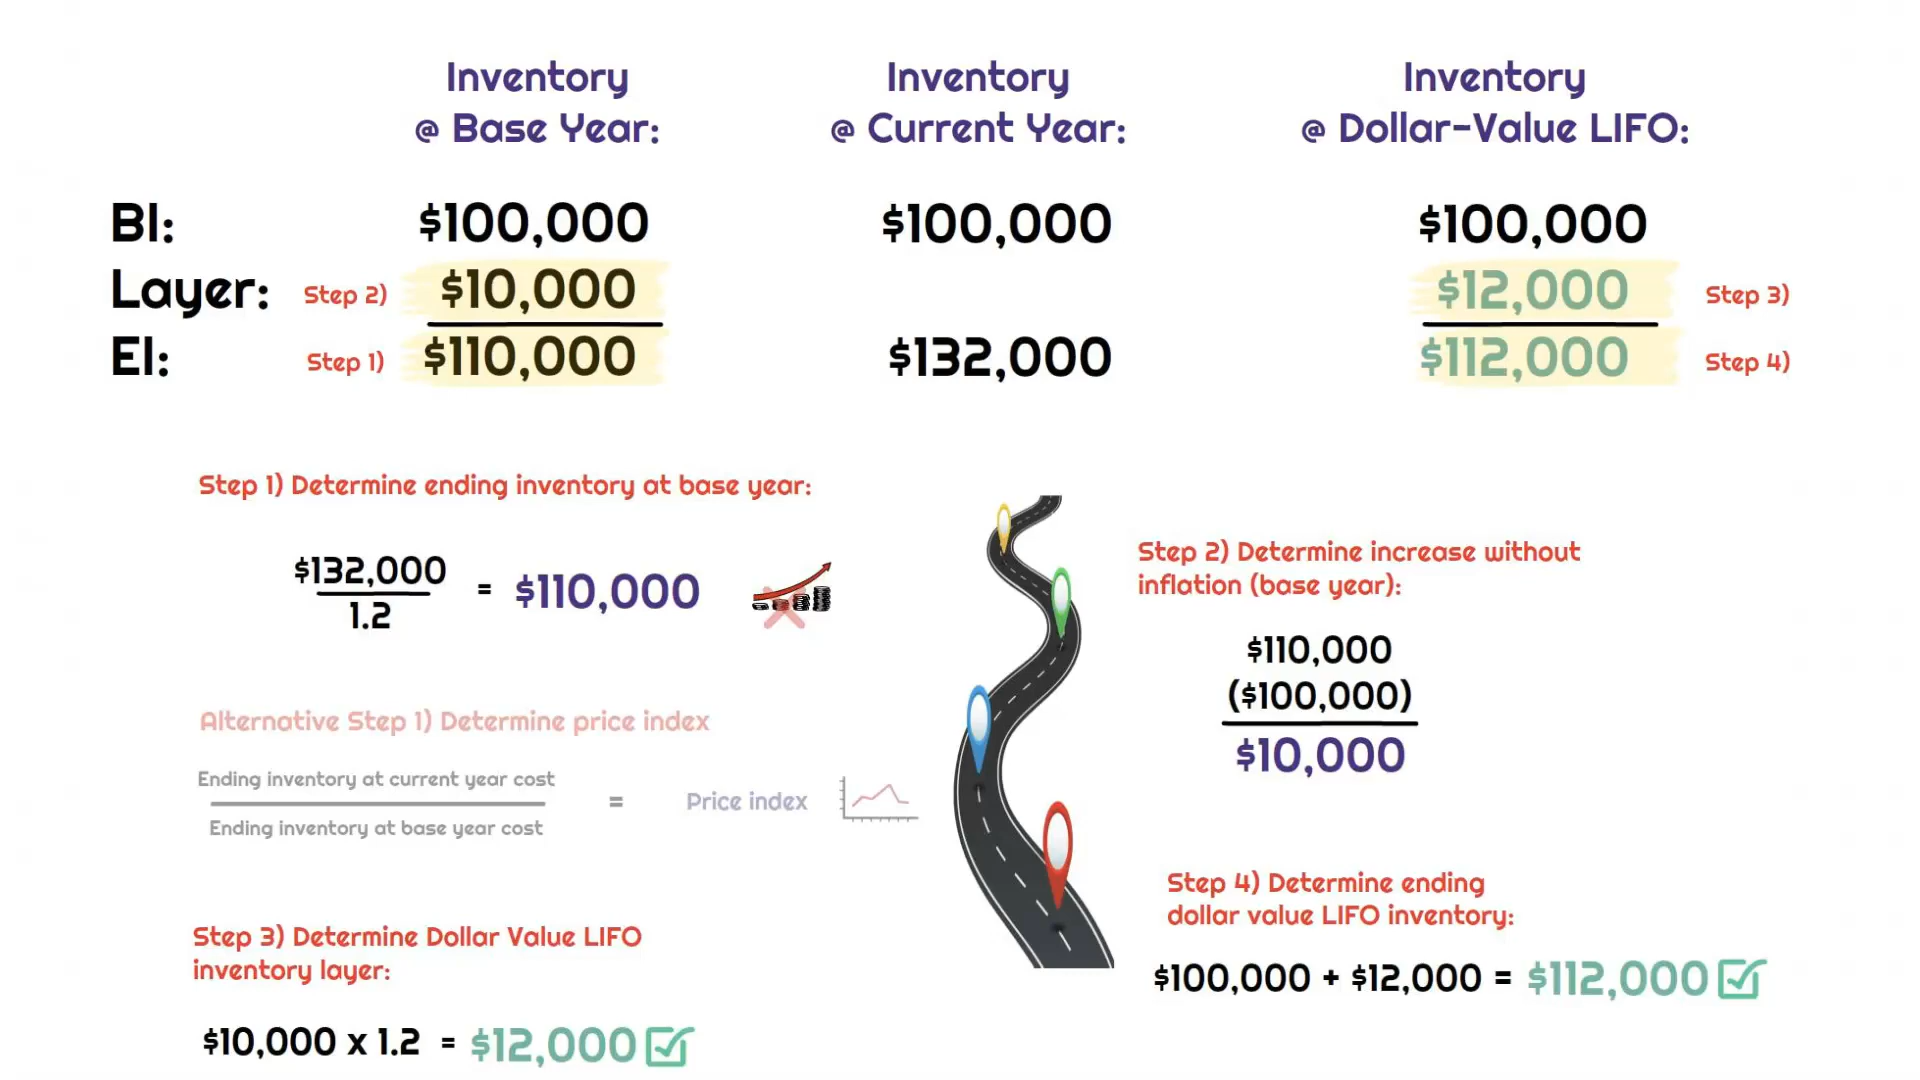 Inventory
@ Base Year:
Inventory
@ Current Year:
Inventory
@ Dollar-Value LIFO:
BI: $100,000 $100,000 $100,000
Layer: Step 2) $10,000 $12,000 Step 3)
EI: Step 1) $110,000 $132,000 $112,000 Step 4)
Step 1) Determine ending inventory at base year:
$132,000
1.2
= $110,000
Step 2) Determine increase without
inflation (base year):
$110,000
($100,000)
$10,000
Alternative Step 1) Determine price index
Ending inventory at current year cost
Ending inventory at base year cost
= Price index
Step 3) Determine Dollar Value LIFO
inventory layer:
$10,000 x 1.2 = $12,000
Step 4) Determine ending
dollar value LIFO inventory:
$100,000 + $12,000 = $112,000